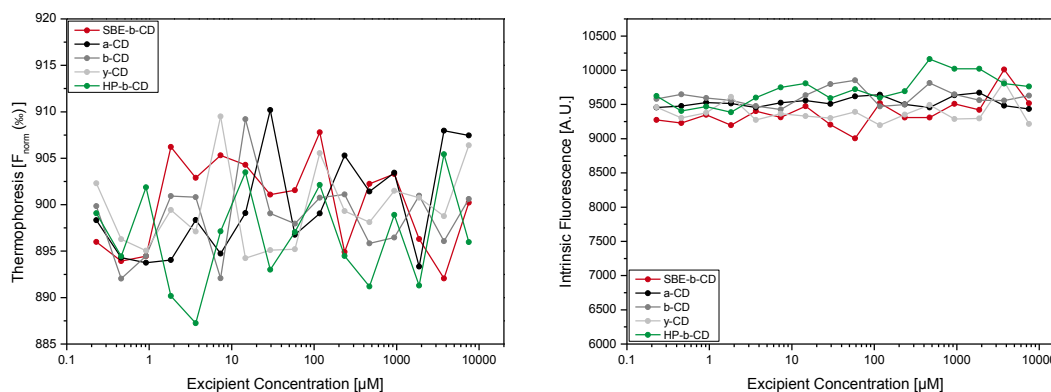 920
915
910
905
900
895
890
885
0.1
1
10
100
1000
10000
Thermophoresis [Fnorm (‰)]
Excipient Concentration [µM]
SBE-b-CD
a-CD
b-CD
y-CD
HP-b-CD
10500
10000
9500
9000
8500
8000
7500
7000
6500
6000
0.1
1
10
100
1000
10000
Intrinsic Fluorescence [A.U.]
Excipient Concentration [µM]
SBE-b-CD
a-CD
b-CD
y-CD
HP-b-CD